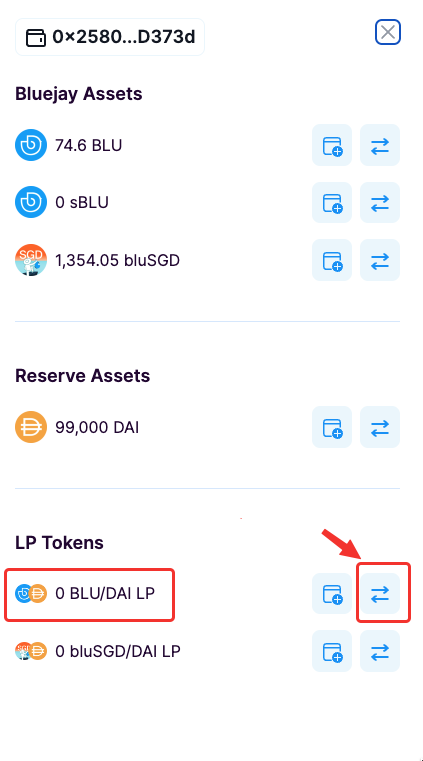 0×2580...D373d
Bluejay Assets
74.6 BLU
0 sBLU
SGD
1,354.05 bluSGD
Reserve Assets
99,000 DAI
LP Tokens
0 BLU/DAI LP
0 bluSGD/DAI LP